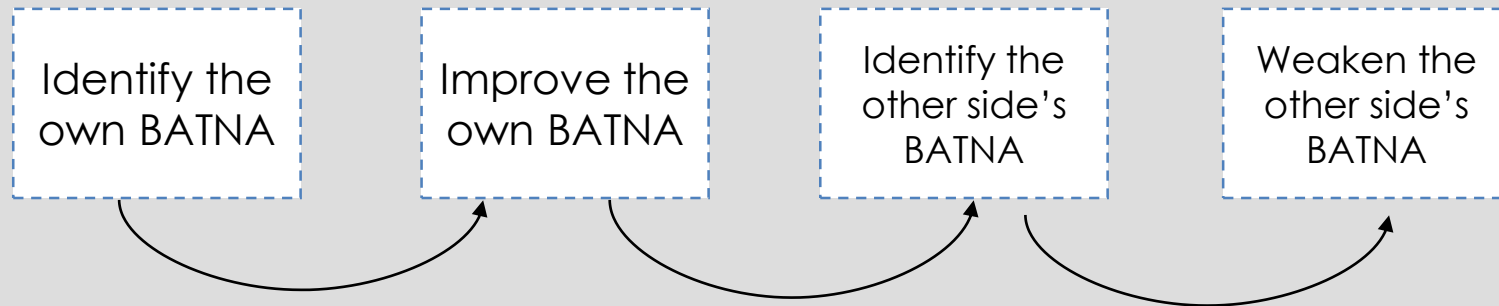 Identify the
own BATNA
Improve the
own BATNA
Identify the
other side’s
BATNA
Weaken the
other side’s
BATNA